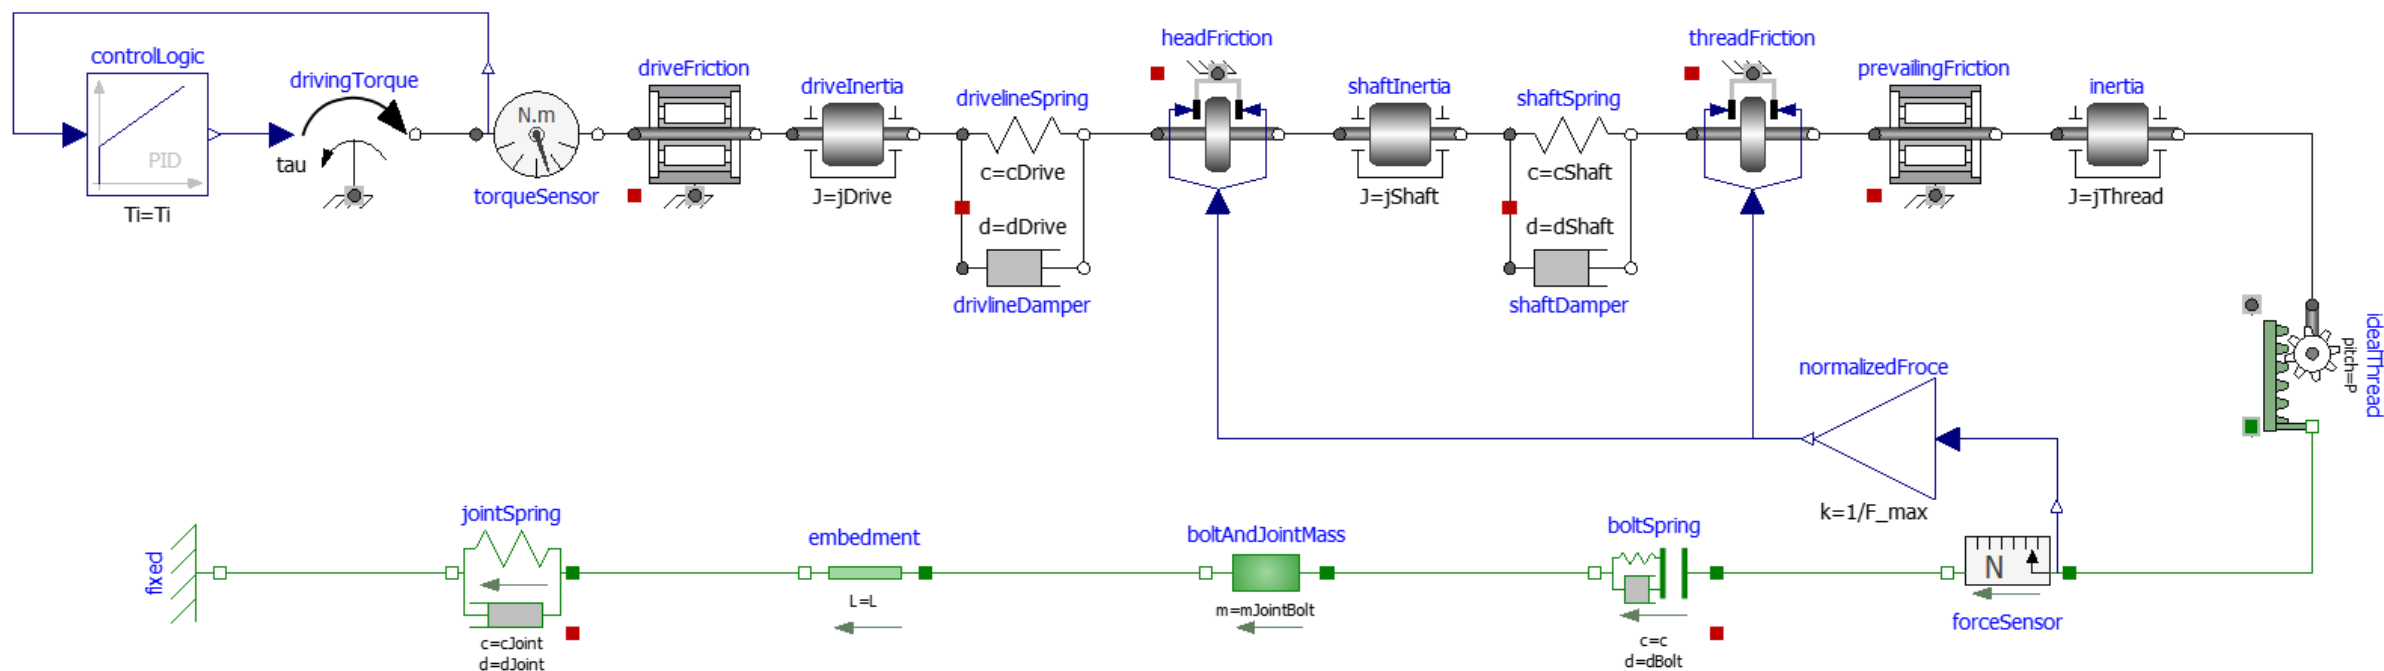 controlLogic
PID
Ti=Ti
drivingTorque
tau
N.m
torqueSensor
driveFriction
driveInertia
J=jDrive
drivelineSpring
c=cDrive
d=dDrive
drivlineDamper
headFriction
shaftInertia
J=jShaft
shaftSpring
c=cShaft
d=dShaft
shaftDamper
threadFriction
prevailingFriction
inertia
J=jThread
idealThread
pitch=P
normalizedFroce
k=1/F_max
fixed
jointSpring
c=cJoint
d=dJoint
embedment
L=L
boltAndJointMass
m=mJointBolt
boltSpring
c=c
d=dBolt
N
forceSensor